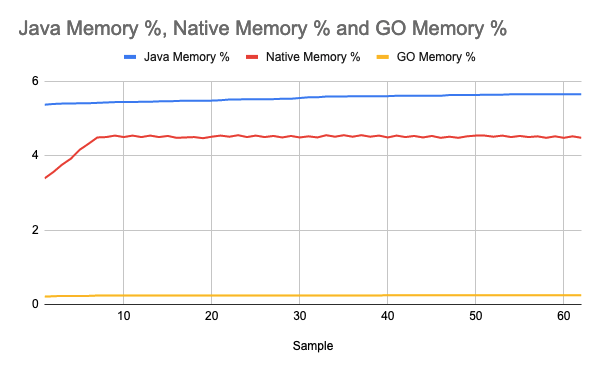 Java Memory %, Native Memory % and GO Memory %
Java Memory % Native Memory % GO Memory %
6
4
2
0
10 20 30 40 50 60
Sample